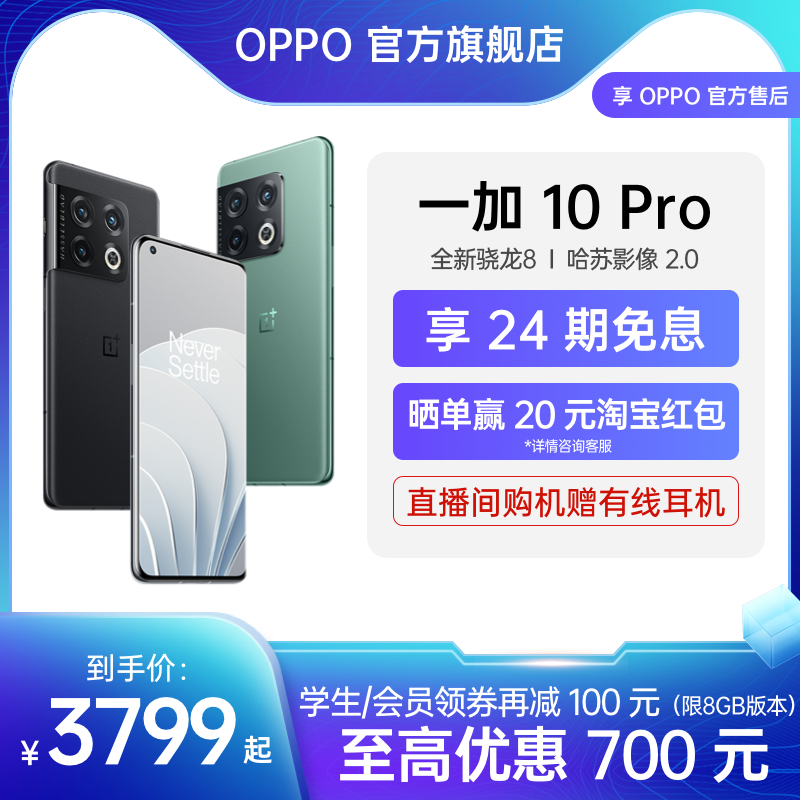 OPPO 官方旗舰店
享 OPPO 官方售后
HASSELBLAD
Never
Settle
一加 10 Pro
全新骁龙8 | 哈苏影像 2.0
享 24 期免息
晒单赢 20 元淘宝红包
*详情咨询客服
直播间购机赠有线耳机
到手价:
¥3799起
学生/会员领券再减 100 元（限8GB版本）
至高优惠 700 元